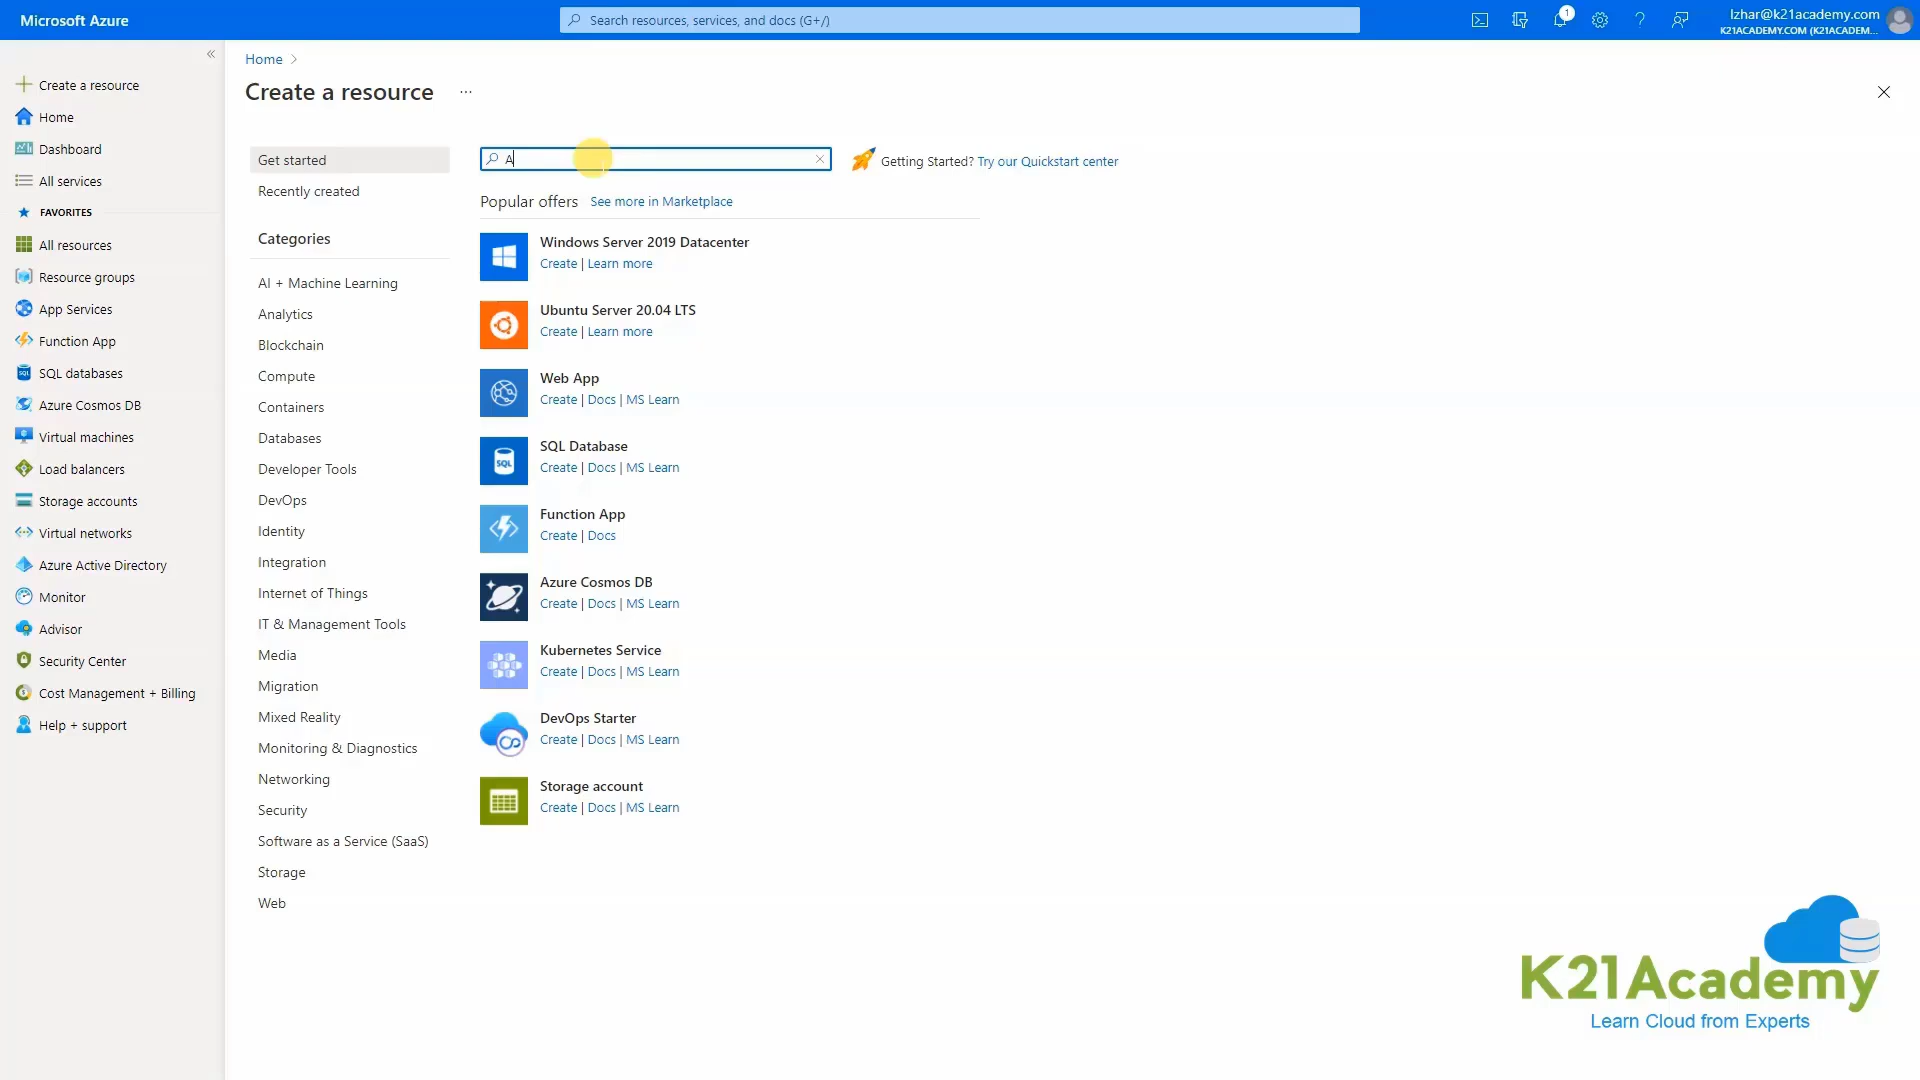 Microsoft Azure
Search resources, services, and docs (G+/)
1
lzhar@k21academy.com
K21ACADEMY.COM (K21ACADEM...
Create a resource
Home
Dashboard
All services
FAVORITES
All resources
Resource groups
App Services
Function App
SQL databases
Azure Cosmos DB
Virtual machines
Load balancers
Storage accounts
Virtual networks
Azure Active Directory
Monitor
Advisor
Security Center
Cost Management + Billing
Help + support
Home
Create a resource
Get started
Recently created
Categories
AI + Machine Learning
Analytics
Blockchain
Compute
Containers
Databases
Developer Tools
DevOps
Identity
Integration
Internet of Things
IT & Management Tools
Media
Migration
Mixed Reality
Monitoring & Diagnostics
Networking
Security
Software as a Service (SaaS)
Storage
Web
A
Getting Started? Try our Quickstart center
Popular offers See more in Marketplace
Windows Server 2019 Datacenter
Create | Learn more
Ubuntu Server 20.04 LTS
Create | Learn more
Web App
Create | Docs | MS Learn
SQL
SQL Database
Create | Docs | MS Learn
Function App
Create | Docs
Azure Cosmos DB
Create | Docs | MS Learn
Kubernetes Service
Create | Docs | MS Learn
DevOps Starter
Create | Docs | MS Learn
Storage account
Create | Docs | MS Learn
K21Academy
Learn Cloud from Experts